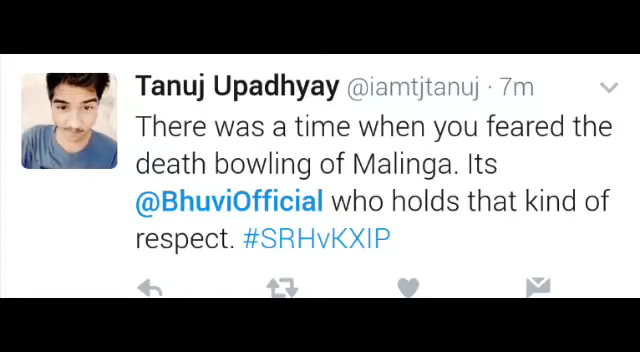 Tanuj Upadhyay @iamtjtanuj · 7m
There was a time when you feared the
death bowling of Malinga. Its
@BhuviOfficial who holds that kind of
respect. #SRHvKXIP